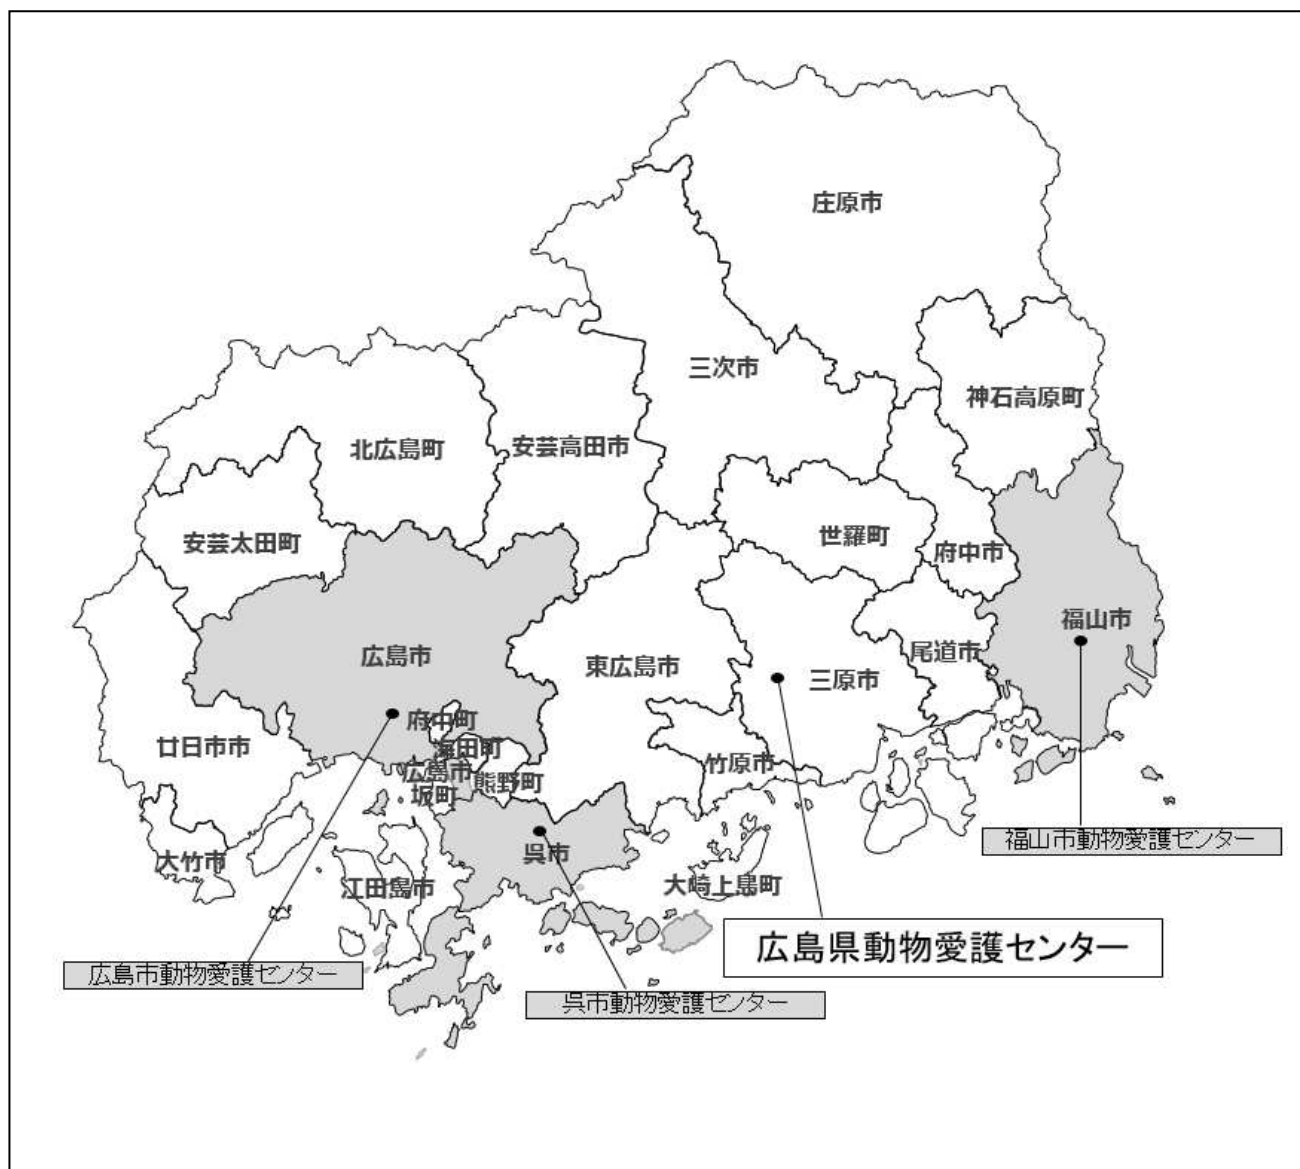 庄原市
三次市
神石高原町
北広島町
安芸高田市
世羅町
安芸太田町
府中市
福山市
広島市
東広島市
尾道市
三原市
府中町
廿日市市
海田町
竹原市
広島市
熊野町
坂町
大竹市
呉市
福山市動物愛護センター
江田島市
大崎上島町
広島県動物愛護センター
広島市動物愛護センター
呉市動物愛護センター